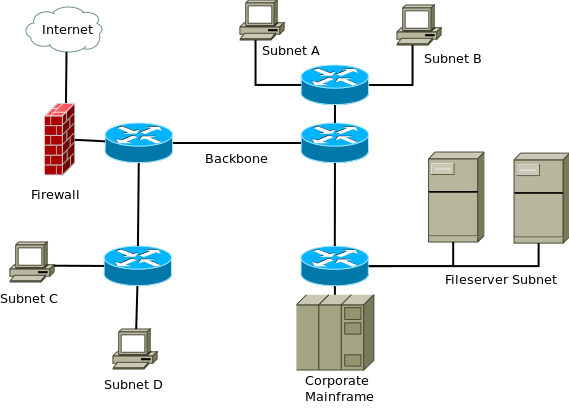 Internet
Subnet A
Subnet B
Backbone
Firewall
Fileserver Subnet
Subnet C
Subnet D
Corporate
Mainframe